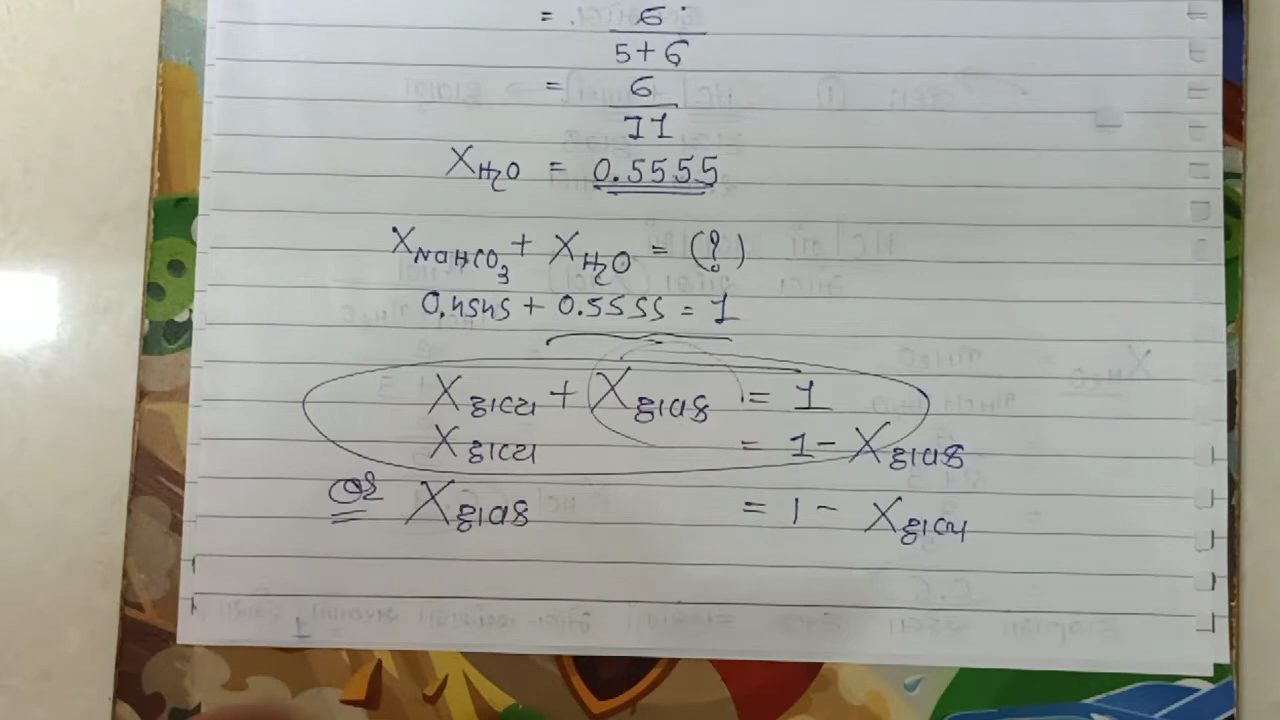 = 6
5+6
= 6
11
X H2O = 0.5555
X NaHCO3 + X H2O = (?)
0.4545 + 0.5555 = 1
X દ્રાવ્ય + X દ્રાવક = 1
X દ્રાવ્ય = 1 - X દ્રાવક
Or X દ્રાવક = 1 - X દ્રાવ્ય